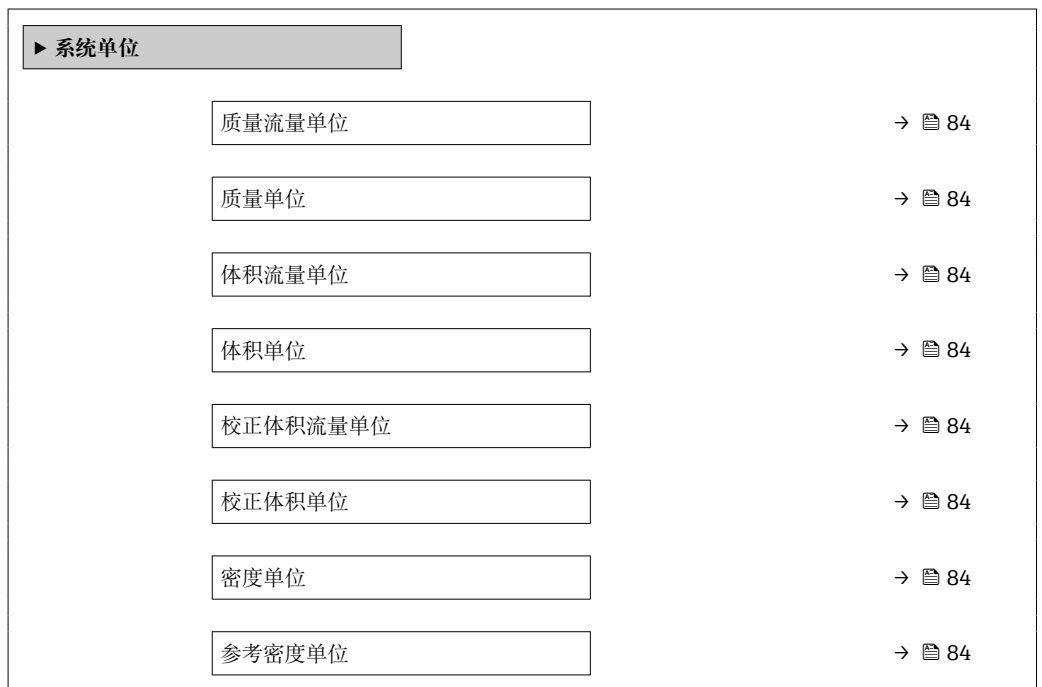 ▶ 系统单位
质量流量单位 → 84
质量单位 → 84
体积流量单位 → 84
体积单位 → 84
校正体积流量单位 → 84
校正体积单位 → 84
密度单位 → 84
参考密度单位 → 84